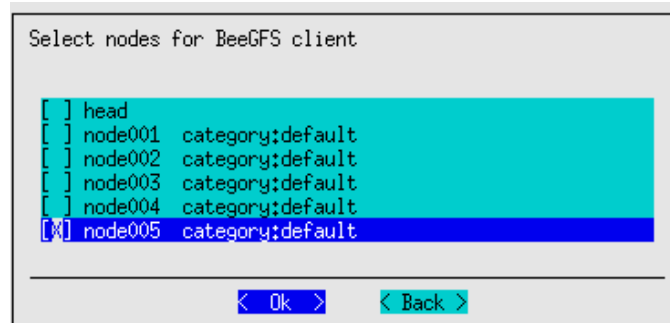 Select nodes for BeeGFS client
[ ] head
[ ] node001 category:default
[ ] node002 category:default
[ ] node003 category:default
[ ] node004 category:default
[X] node005 category:default
< Ok > < Back >